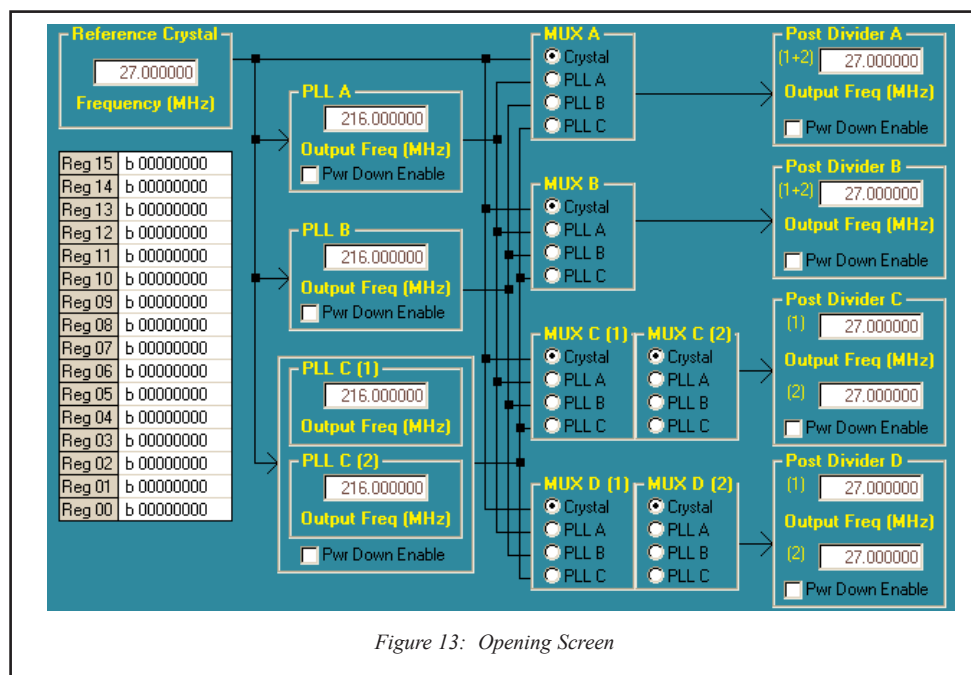 Reference Crystal
27.000000
Frequency (MHz)
Reg 15 b 00000000
Reg 14 b 00000000
Reg 13 b 00000000
Reg 12 b 00000000
Reg 11 b 00000000
Reg 10 b 00000000
Reg 09 b 00000000
Reg 08 b 00000000
Reg 07 b 00000000
Reg 06 b 00000000
Reg 05 b 00000000
Reg 04 b 00000000
Reg 03 b 00000000
Reg 02 b 00000000
Reg 01 b 00000000
Reg 00 b 00000000
PLL A
216.000000
Output Freq (MHz)
Pwr Down Enable
PLL B
216.000000
Output Freq (MHz)
Pwr Down Enable
PLL C (1)
216.000000
Output Freq (MHz)
PLL C (2)
216.000000
Output Freq (MHz)
Pwr Down Enable
MUX A
Crystal
PLL A
PLL B
PLL C
MUX B
Crystal
PLL A
PLL B
PLL C
MUX C (1) MUX C (2)
Crystal Crystal
PLL A PLL A
PLL B PLL B
PLL C PLL C
MUX D (1) MUX D (2)
Crystal Crystal
PLL A PLL A
PLL B PLL B
PLL C PLL C
Post Divider A
(1+2) 27.000000
Output Freq (MHz)
Pwr Down Enable
Post Divider B
(1+2) 27.000000
Output Freq (MHz)
Pwr Down Enable
Post Divider C
(1) 27.000000
Output Freq (MHz)
(2) 27.000000
Pwr Down Enable
Post Divider D
(1) 27.000000
Output Freq (MHz)
(2) 27.000000
Pwr Down Enable
Figure 13: Opening Screen